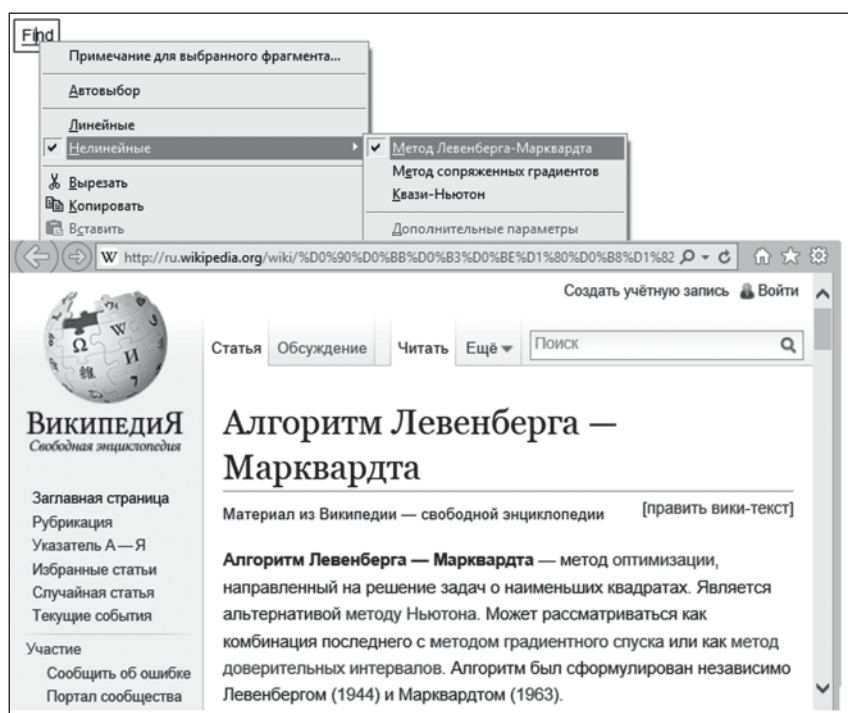 Find
Примечание для выбранного фрагмента...
Автовыбор
Линейные
Нелинейные
Метод Левенберга-Марквардта
Метод сопряженных градиентов
Квази-Ньютон
Дополнительные параметры
Вырезать
Копировать
Вставить
W http://ru.wikipedia.org/wiki/%D0%90%D0%BB%D0%B3%D0%BE%D1%80%D0%B8%D1%82
Создать учётную запись Войти
Статья Обсуждение Читать Ещё Поиск
Ω W И
ВикипедиЯ
Свободная энциклопедия
Заглавная страница
Рубрикация
Указатель А — Я
Избранные статьи
Случайная статья
Текущие события
Участие
Сообщить об ошибке
Портал сообщества
Алгоритм Левенберга —
Марквардта
Материал из Википедии — свободной энциклопедии [править вики-текст]
Алгоритм Левенберга — Марквардта — метод оптимизации,
направленный на решение задач о наименьших квадратах. Является
альтернативой методу Ньютона. Может рассматриваться как
комбинация последнего с методом градиентного спуска или как метод
доверительных интервалов. Алгоритм был сформулирован независимо
Левенбергом (1944) и Марквардтом (1963).